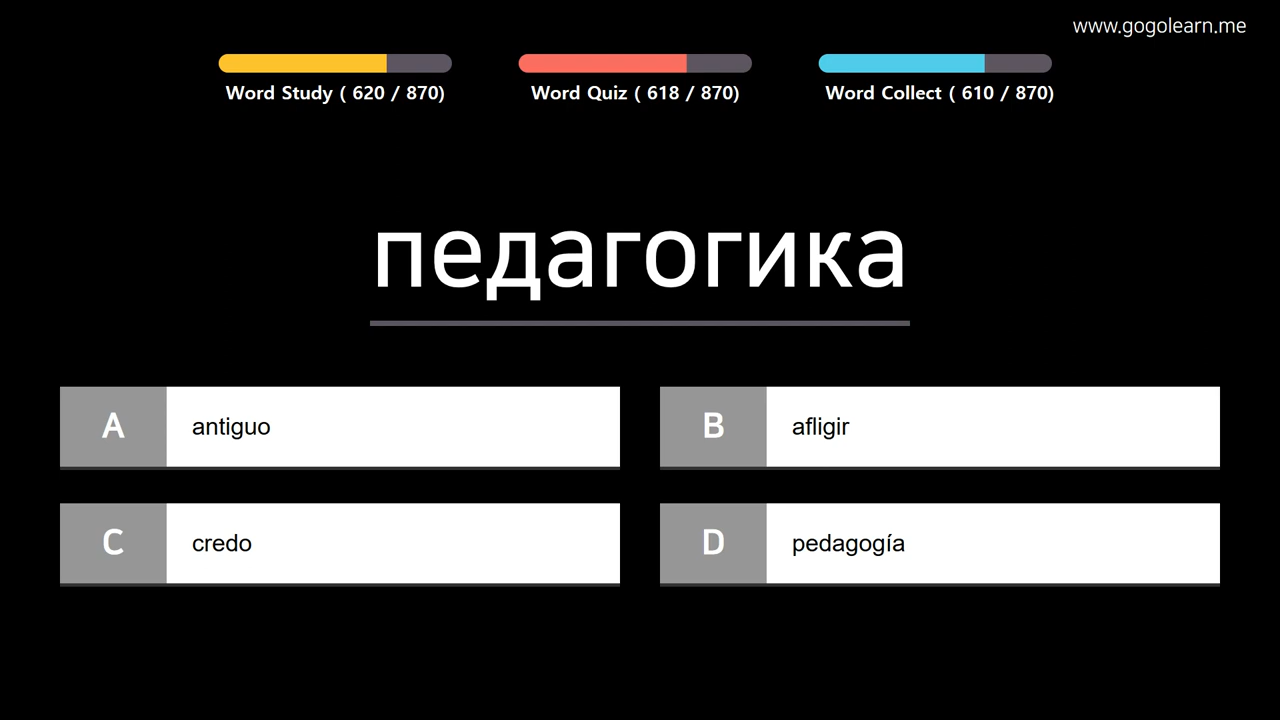 www.gogolearn.me
Word Study ( 620 / 870)
Word Quiz ( 618 / 870)
Word Collect ( 610 / 870)
педагогика
A antiguo
B afligir
C credo
D pedagogía